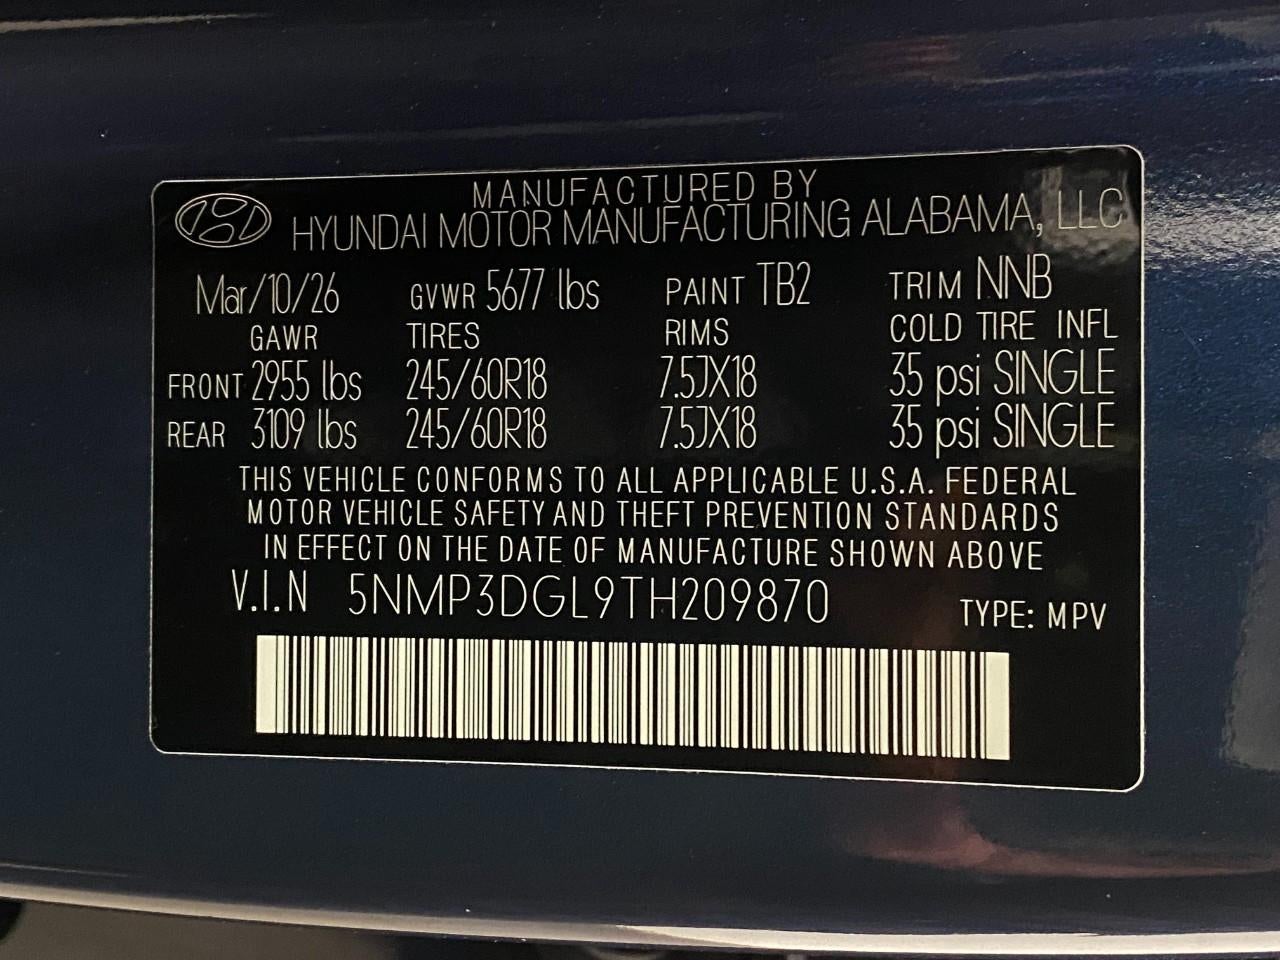 MANUFACTURED BY
HYUNDAI MOTOR MANUFACTURING ALABAMA, LLC
Mar/10/26 GVWR 5677 lbs PAINT TB2 TRIM NNB
GAWR TIRES RIMS COLD TIRE INFL
FRONT 2955 lbs 245/60R18 7.5JX18 35 psi SINGLE
REAR 3109 lbs 245/60R18 7.5JX18 35 psi SINGLE
THIS VEHICLE CONFORMS TO ALL APPLICABLE U.S.A. FEDERAL
MOTOR VEHICLE SAFETY AND THEFT PREVENTION STANDARDS
IN EFFECT ON THE DATE OF MANUFACTURE SHOWN ABOVE
V.I.N 5NMP3DGL9TH209870 TYPE: MPV